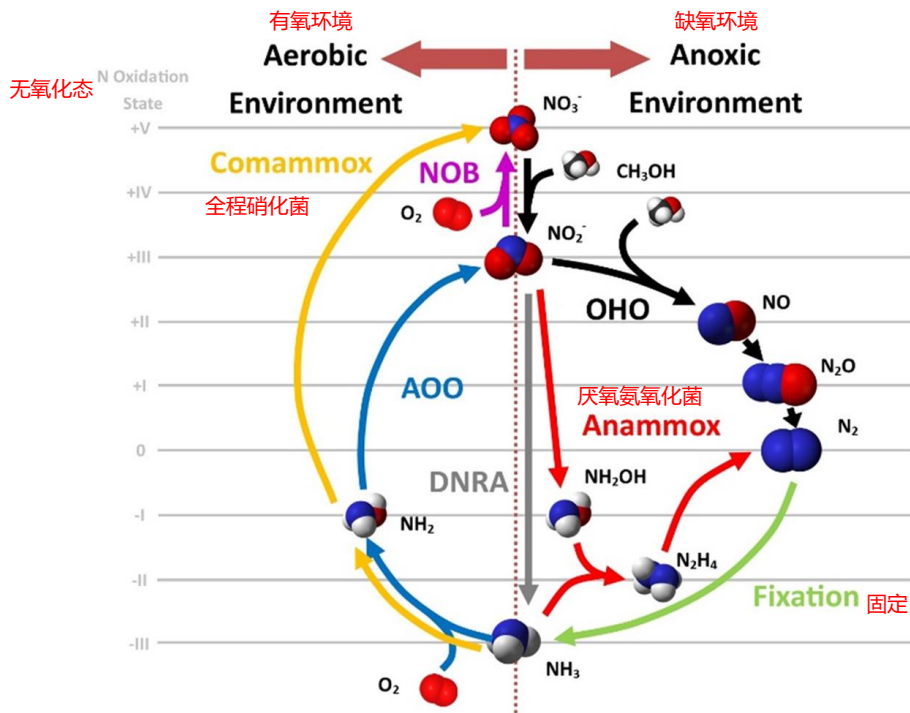 有氧环境
缺氧环境
Aerobic
Environment
Anoxic
Environment
无氧化态
N Oxidation
State
+V
+IV
+III
+II
+I
0
-I
-II
-III
NO₃⁻
Comammox
全程硝化菌
NOB
O₂
CH₃OH
NO₂⁻
OHO
NO
N₂O
N₂
AOO
厌氧氨氧化菌
Anammox
DNRA
NH₂OH
NH₂
N₂H₄
Fixation
固定
NH₃
O₂